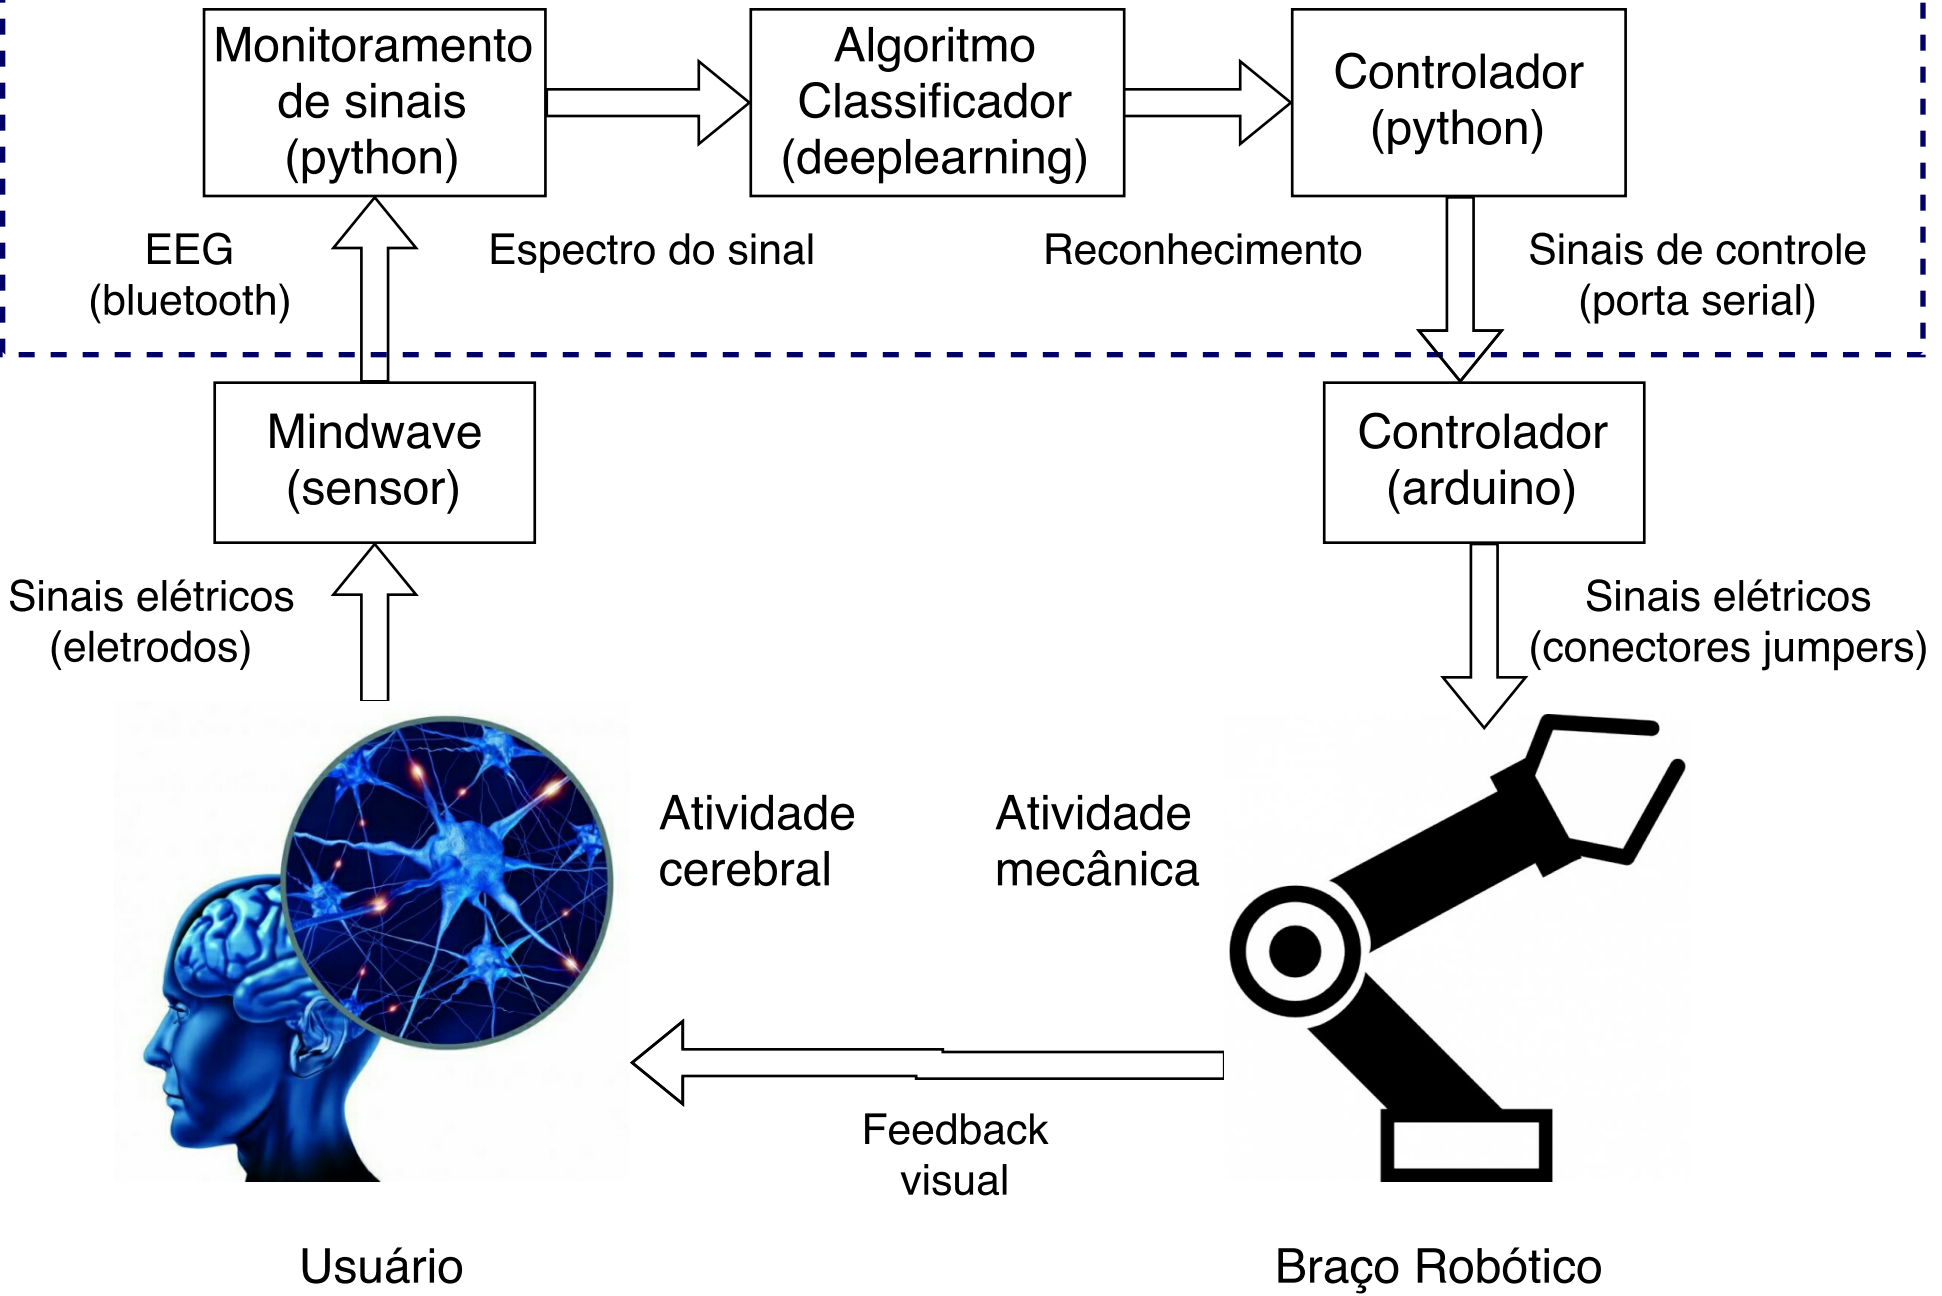 Monitoramento
de sinais
(python)
Algoritmo
Classificador
(deeplearning)
Controlador
(python)
EEG
(bluetooth)
Espectro do sinal
Reconhecimento
Sinais de controle
(porta serial)
Mindwave
(sensor)
Controlador
(arduino)
Sinais elétricos
(eletrodos)
Sinais elétricos
(conectores jumpers)
Atividade
cerebral
Atividade
mecânica
Feedback
visual
Usuário
Braço Robótico